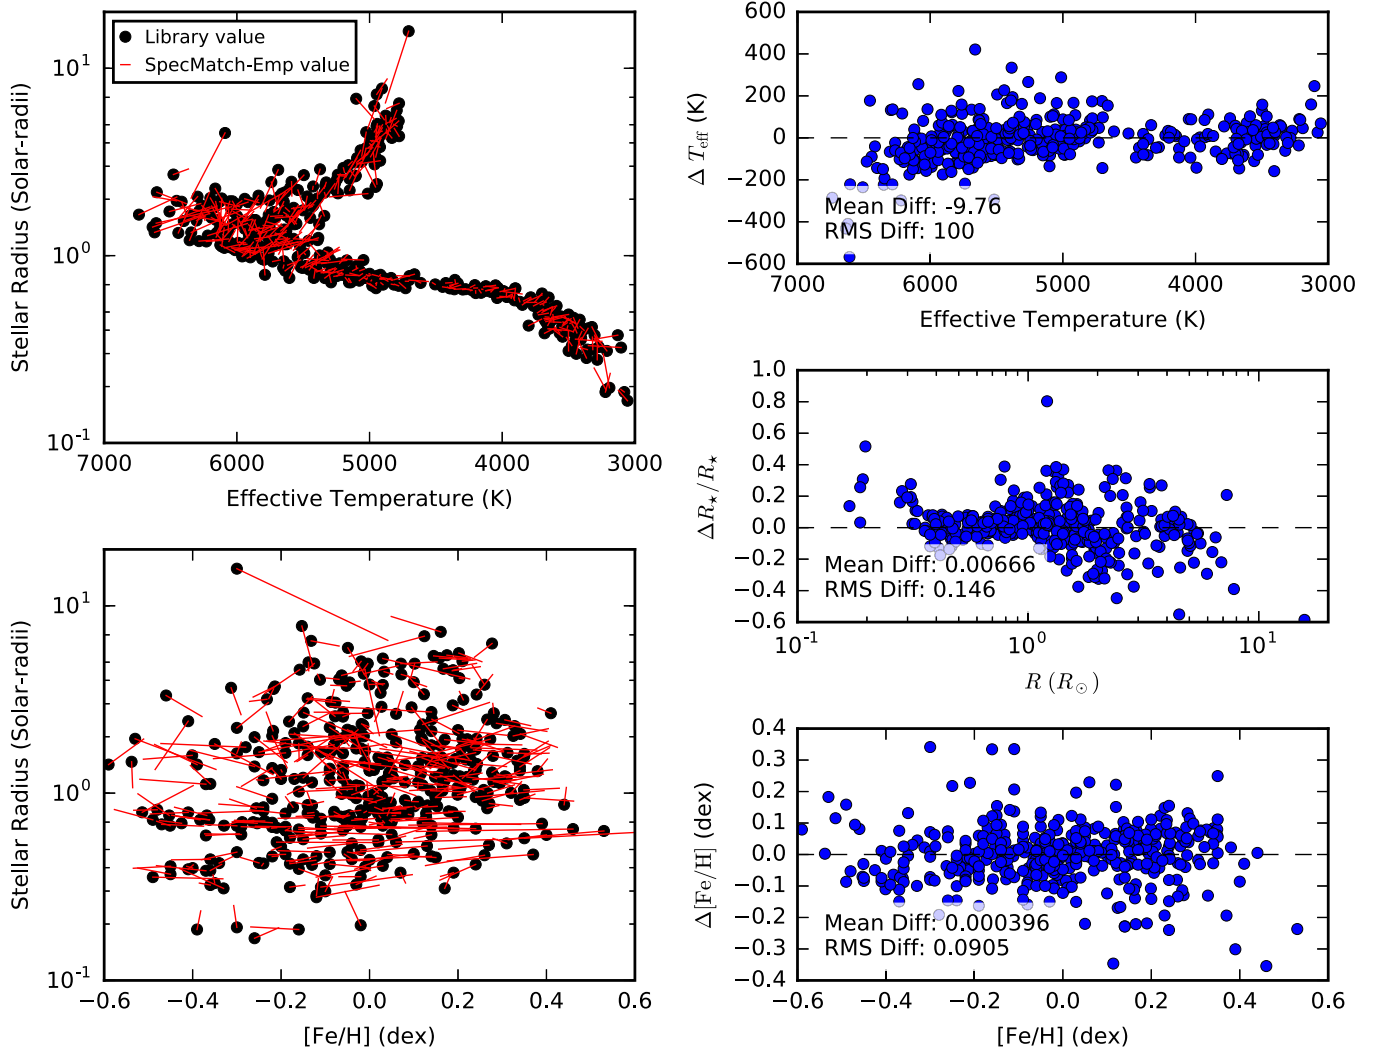 Library value
SpecMatch-Emp value
10^1
10^0
10^-1
Stellar Radius (Solar-radii)
7000 6000 5000 4000 3000
Effective Temperature (K)
600
400
200
0
−200
−400
−600
Δ T_eff (K)
Mean Diff: -9.76
RMS Diff: 100
7000 6000 5000 4000 3000
Effective Temperature (K)
1.0
0.8
0.6
0.4
0.2
0.0
−0.2
−0.4
−0.6
ΔR⋆/R⋆
Mean Diff: 0.00666
RMS Diff: 0.146
10^-1 10^0 10^1
R (R⊙)
10^1
10^0
10^-1
Stellar Radius (Solar-radii)
−0.6 −0.4 −0.2 0.0 0.2 0.4 0.6
[Fe/H] (dex)
0.4
0.3
0.2
0.1
0.0
−0.1
−0.2
−0.3
−0.4
Δ[Fe/H] (dex)
Mean Diff: 0.000396
RMS Diff: 0.0905
−0.6 −0.4 −0.2 0.0 0.2 0.4 0.6
[Fe/H] (dex)